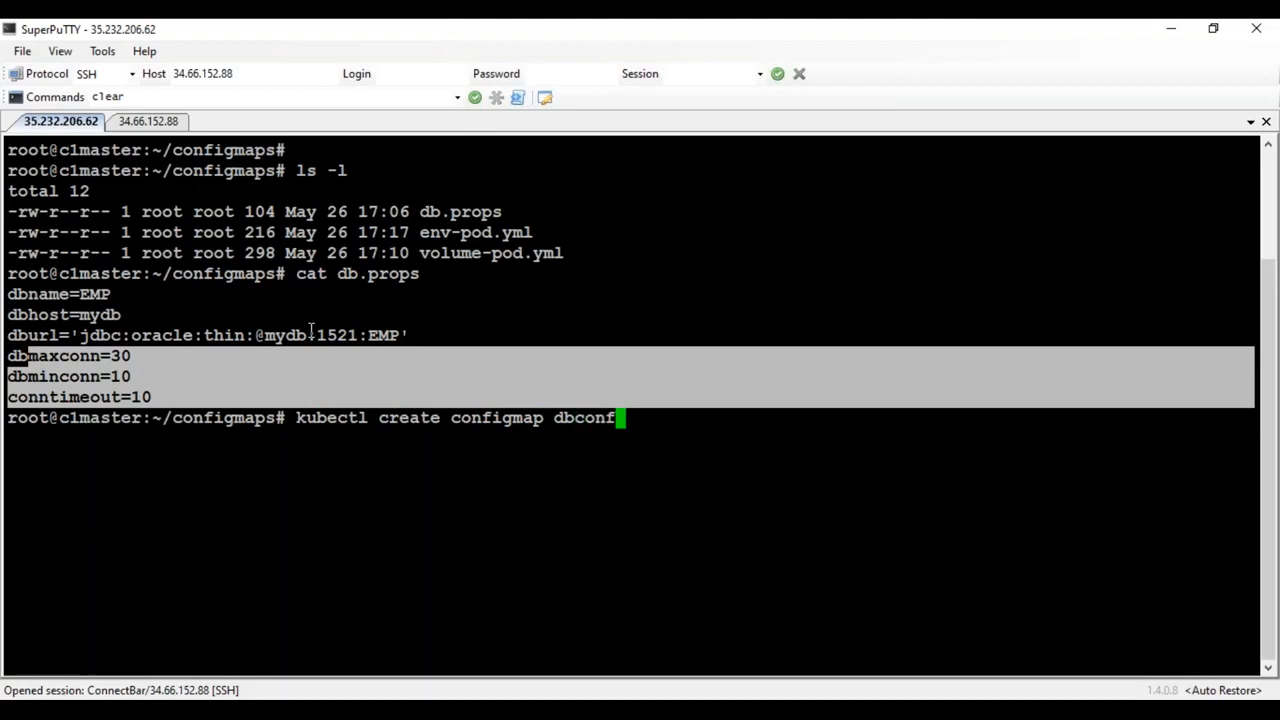 SuperPuTTY - 35.232.206.62
File View Tools Help
Protocol SSH Host 34.66.152.88 Login Password Session
Commands clear
35.232.206.62 34.66.152.88
root@c1master:~/configmaps#
root@c1master:~/configmaps# ls -l
total 12
-rw-r--r-- 1 root root 104 May 26 17:06 db.props
-rw-r--r-- 1 root root 216 May 26 17:17 env-pod.yml
-rw-r--r-- 1 root root 298 May 26 17:10 volume-pod.yml
root@c1master:~/configmaps# cat db.props
dbname=EMP
dbhost=mydb
dburl='jdbc:oracle:thin:@mydb:1521:EMP'
dbmaxconn=30
dbminconn=10
conntimeout=10
root@c1master:~/configmaps# kubectl create configmap dbconf
Opened session: ConnectBar/34.66.152.88 [SSH] 1.4.0.8 <Auto Restore>